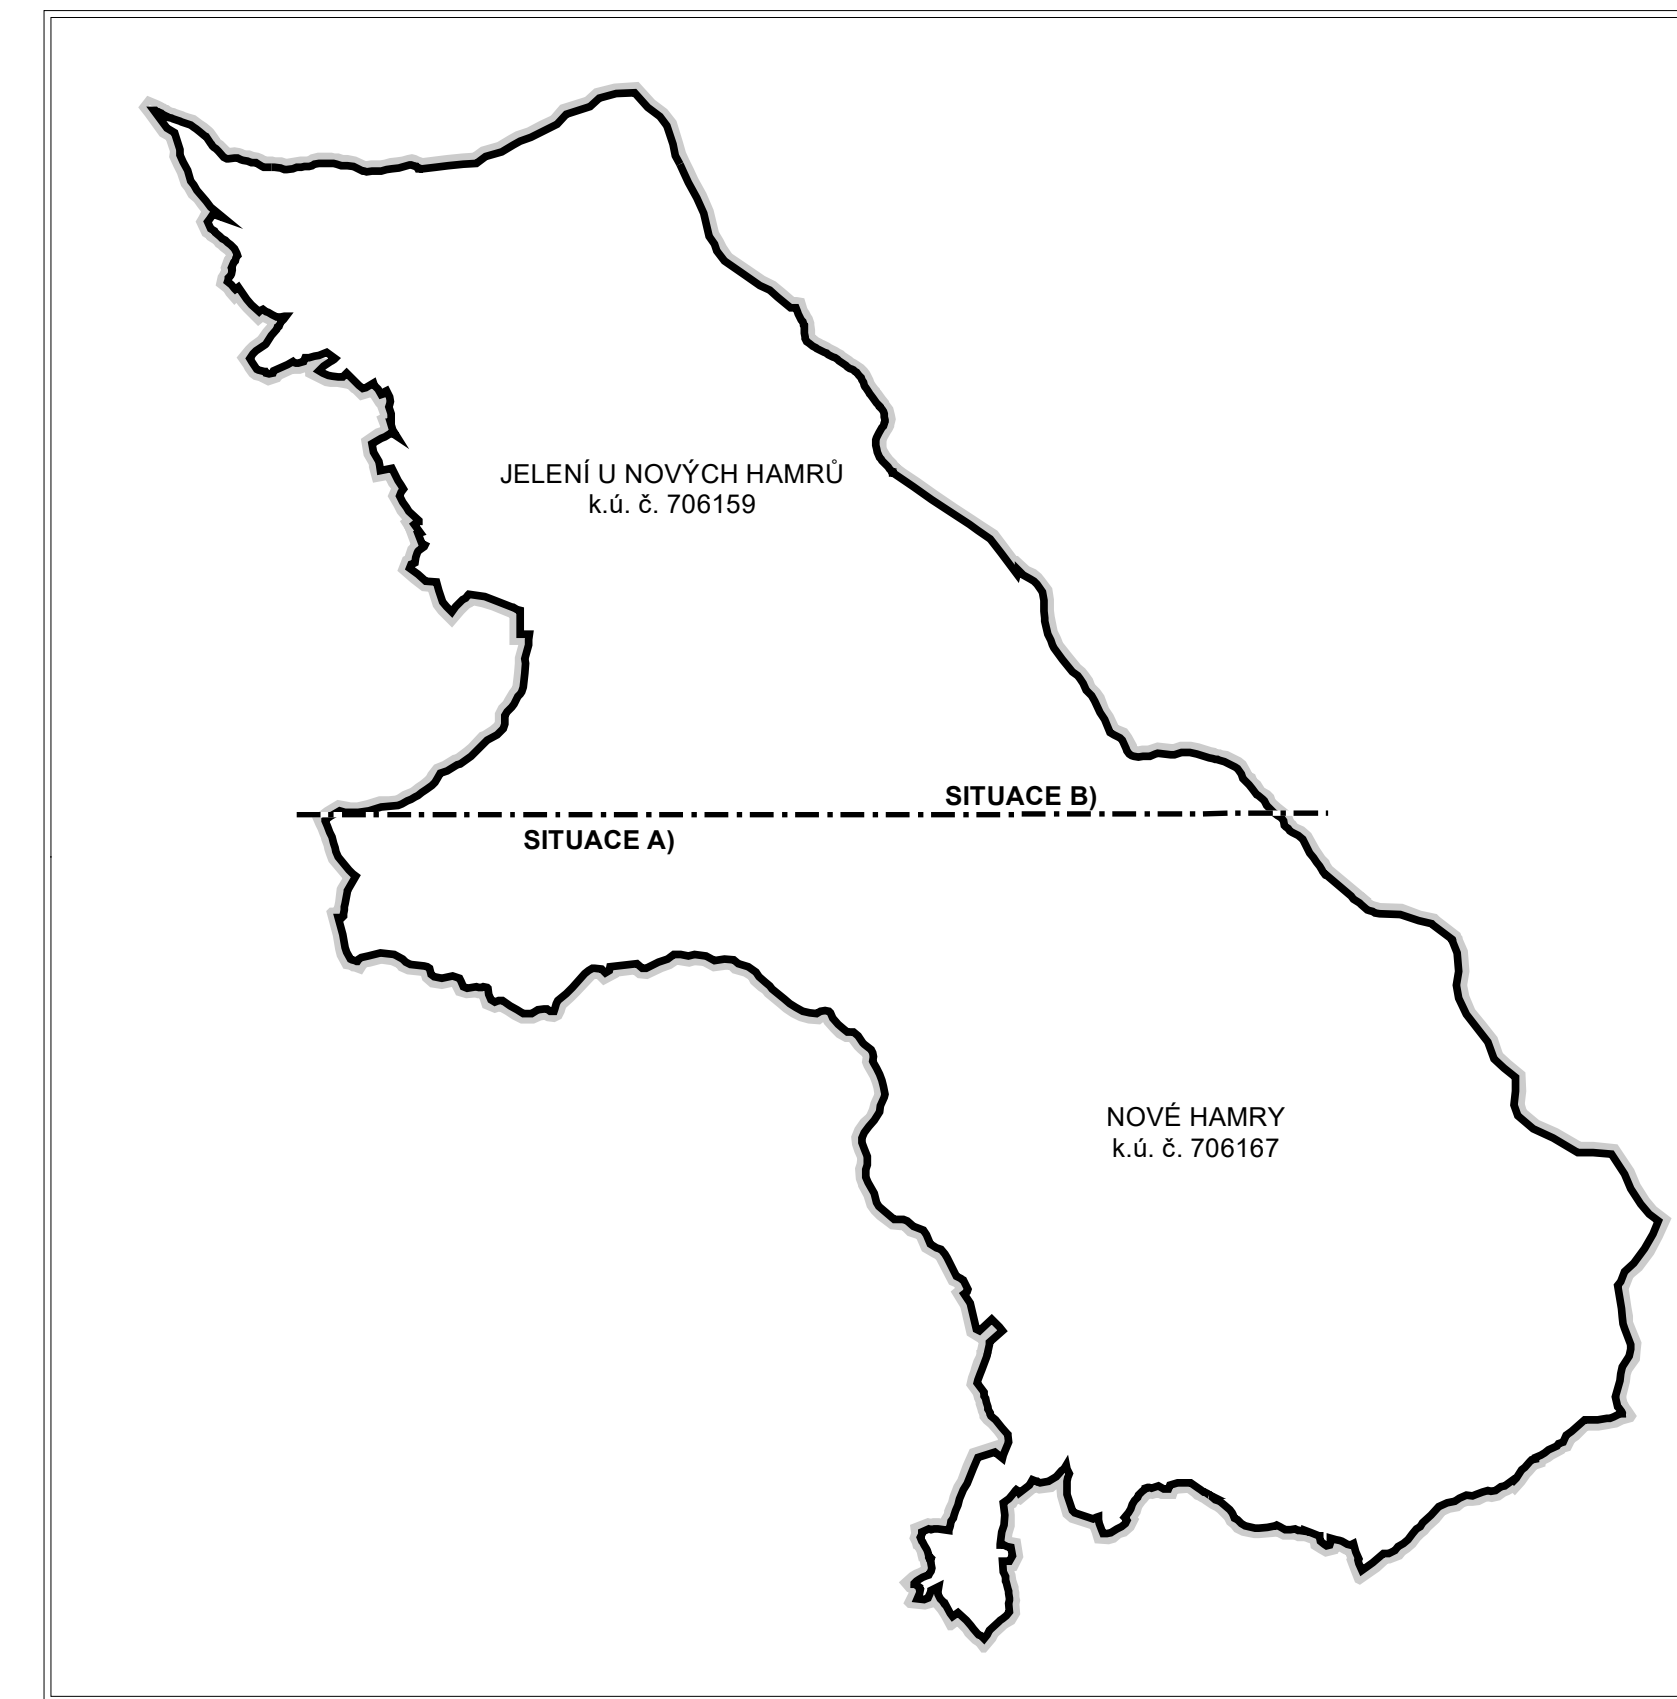 JELENÍ U NOVÝCH HAMRŮ
k.ú. č. 706159
SITUACE B)
SITUACE A)
NOVÉ HAMRY
k.ú. č. 706167